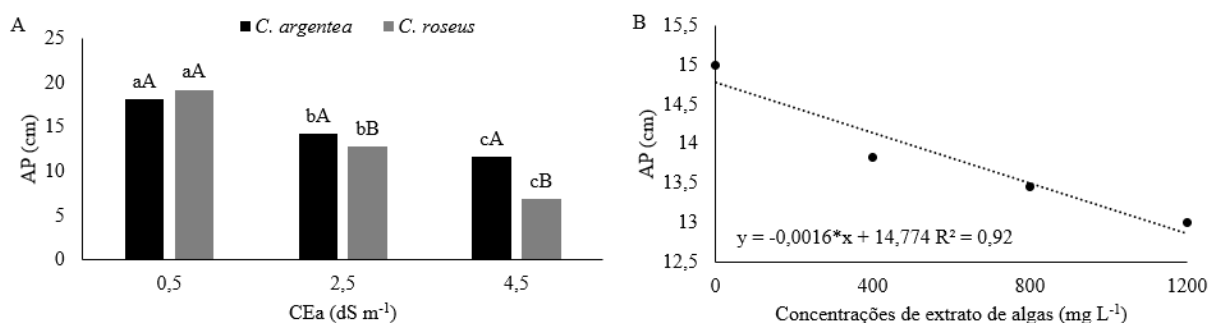 A
■ C. argentea ■ C. roseus
AP (cm)
25
20
15
10
5
0
aA aA
bA bB
cA cB
0,5 2,5 4,5
CEa (dS m⁻¹)
B
AP (cm)
15,5
15
14,5
14
13,5
13
12,5
y = -0,0016*x + 14,774 R² = 0,92
0 400 800 1200
Concentrações de extrato de algas (mg L⁻¹)